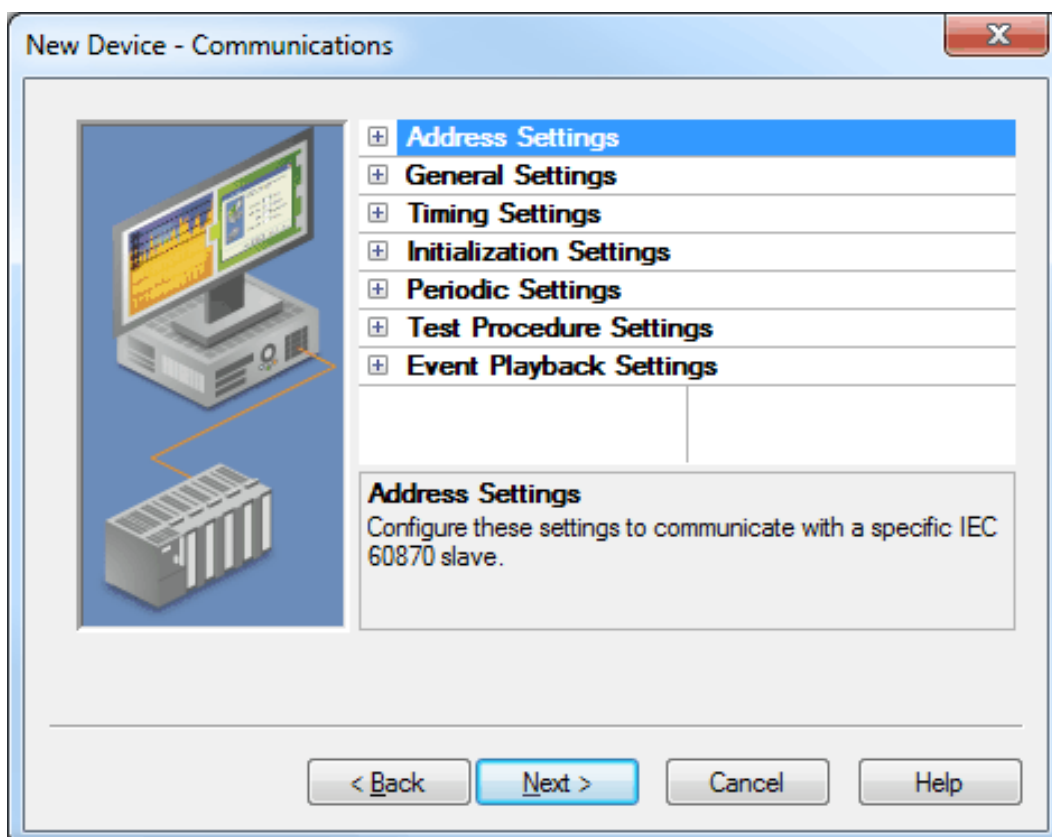 New Device - Communications
Address Settings
General Settings
Timing Settings
Initialization Settings
Periodic Settings
Test Procedure Settings
Event Playback Settings
Address Settings
Configure these settings to communicate with a specific IEC
60870 slave.
< Back
Next >
Cancel
Help